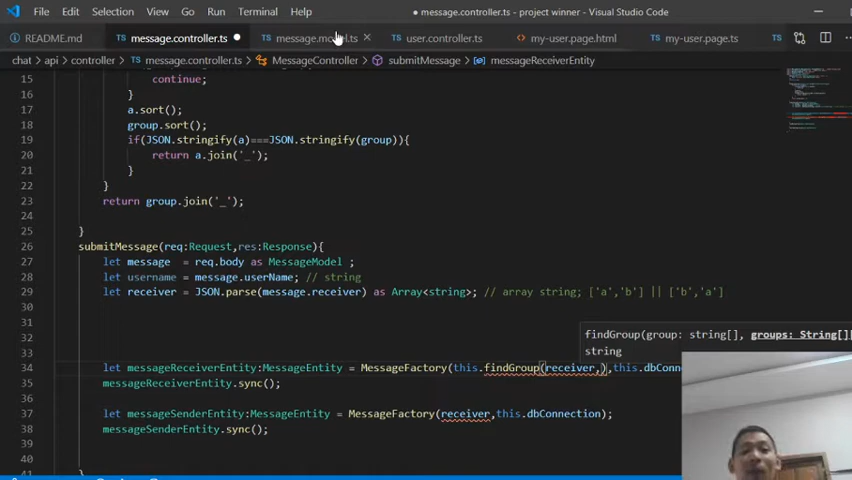 File Edit Selection View Go Run Terminal Help ● message.controller.ts - project winner - Visual Studio Code
README.md message.controller.ts message.model.ts user.controller.ts my-user.page.html my-user.page.ts
chat > api > controller > message.controller.ts > MessageController > submitMessage > messageReceiverEntity
15 continue;
16 }
17 a.sort();
18 group.sort();
19 if(JSON.stringify(a)===JSON.stringify(group)){
20 return a.join('_');
21 }
22 }
23 return group.join('_');
24
25 }
26 submitMessage(req:Request,res:Response){
27 let message = req.body as MessageModel ;
28 let username = message.userName; // string
29 let receiver = JSON.parse(message.receiver) as Array<string>; // array string; ['a','b'] || ['b','a']
30
31
32
findGroup(group: string[], groups: String[])
33
string
34 let messageReceiverEntity:MessageEntity = MessageFactory(this.findGroup(receiver,),this.dbConn
35 messageReceiverEntity.sync();
36
37 let messageSenderEntity:MessageEntity = MessageFactory(receiver,this.dbConnection);
38 messageSenderEntity.sync();
39
40
41 }